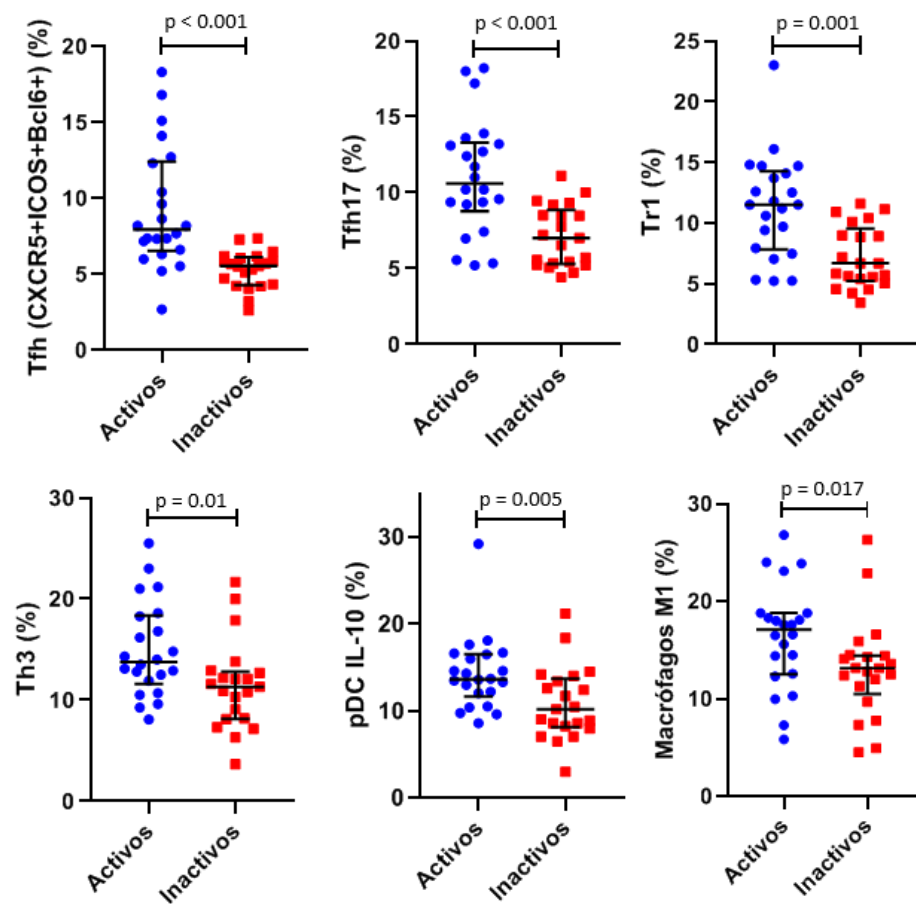 p < 0.001
Tfh (CXCR5+ICOS+Bcl6+) (%)
20
15
10
5
0
Activos
Inactivos
p < 0.001
Tfh17 (%)
20
15
10
5
0
Activos
Inactivos
p = 0.001
Tr1 (%)
25
20
15
10
5
0
Activos
Inactivos
p = 0.01
Th3 (%)
30
20
10
0
Activos
Inactivos
p = 0.005
pDC IL-10 (%)
30
20
10
0
Activos
Inactivos
p = 0.017
Macrófagos M1 (%)
30
20
10
0
Activos
Inactivos